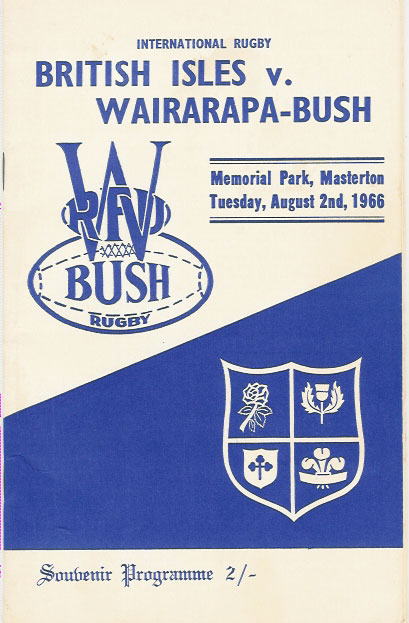 INTERNATIONAL RUGBY
BRITISH ISLES v.
WAIRARAPA-BUSH
Memorial Park, Masterton
Tuesday, August 2nd, 1966
W
RFU
BUSH
RUGBY
Souvenir Programme 2/-